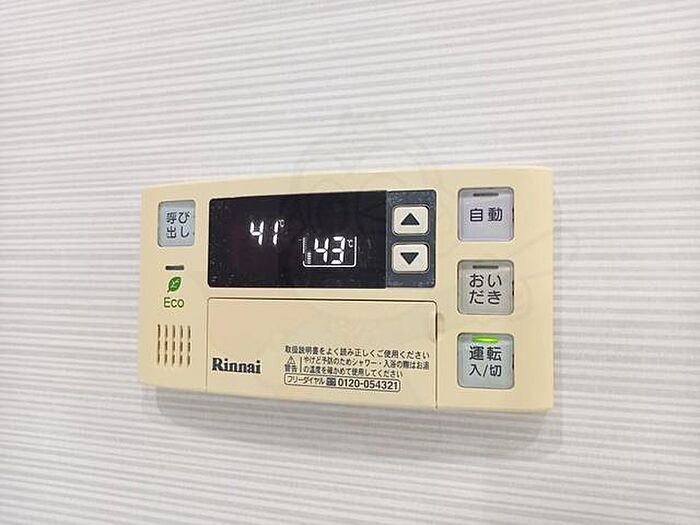 呼び
出し
41℃
43℃
自動
おい
だき
運転
入/切
Eco
Rinnai
取扱説明書をよく読み正しくご使用ください
警告
やけど予防のためシャワー・入浴の際はお湯
の温度を確かめて使用してください
フリーダイヤル 0120-054321